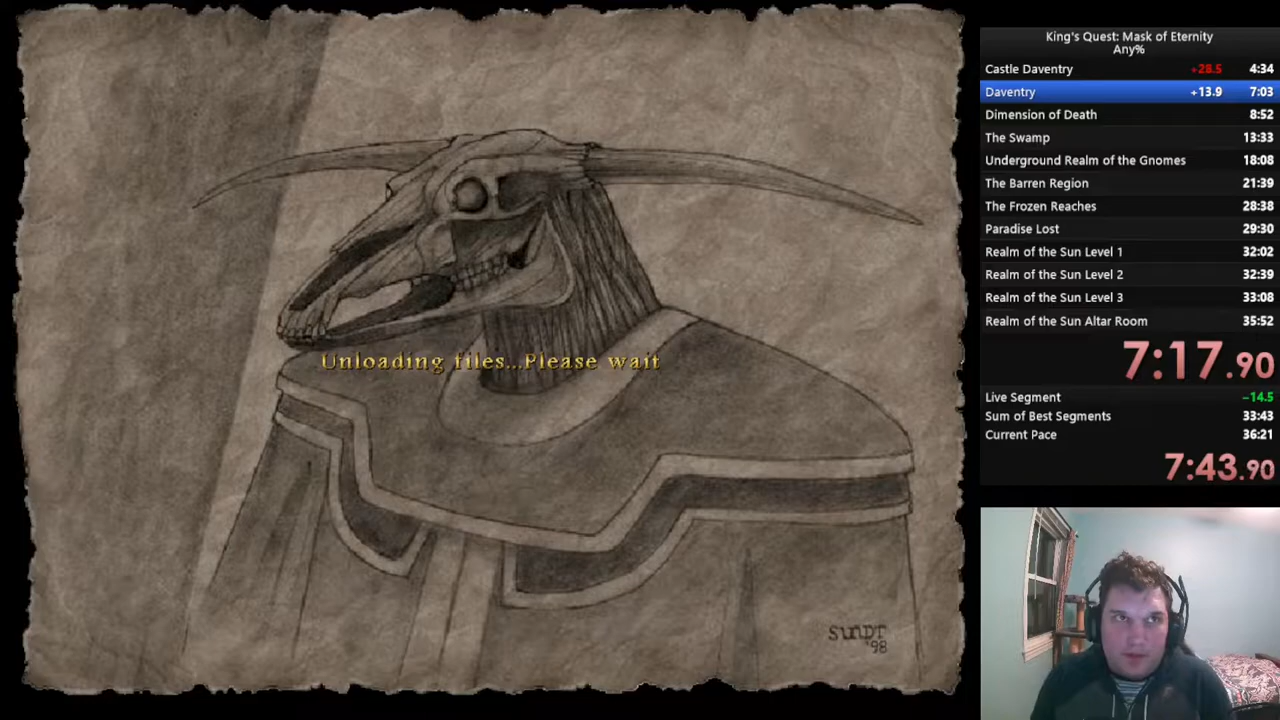 King's Quest: Mask of Eternity
Any%
Castle Daventry +28.5 4:34
Daventry +13.9 7:03
Dimension of Death 8:52
The Swamp 13:33
Underground Realm of the Gnomes 18:08
The Barren Region 21:39
The Frozen Reaches 28:38
Paradise Lost 29:30
Realm of the Sun Level 1 32:02
Realm of the Sun Level 2 32:39
Realm of the Sun Level 3 33:08
Realm of the Sun Altar Room 35:52
7:17.90
Live Segment -14.5
Sum of Best Segments 33:43
Current Pace 36:21
7:43.90
Unloading files...Please wait
SUNDT
'98